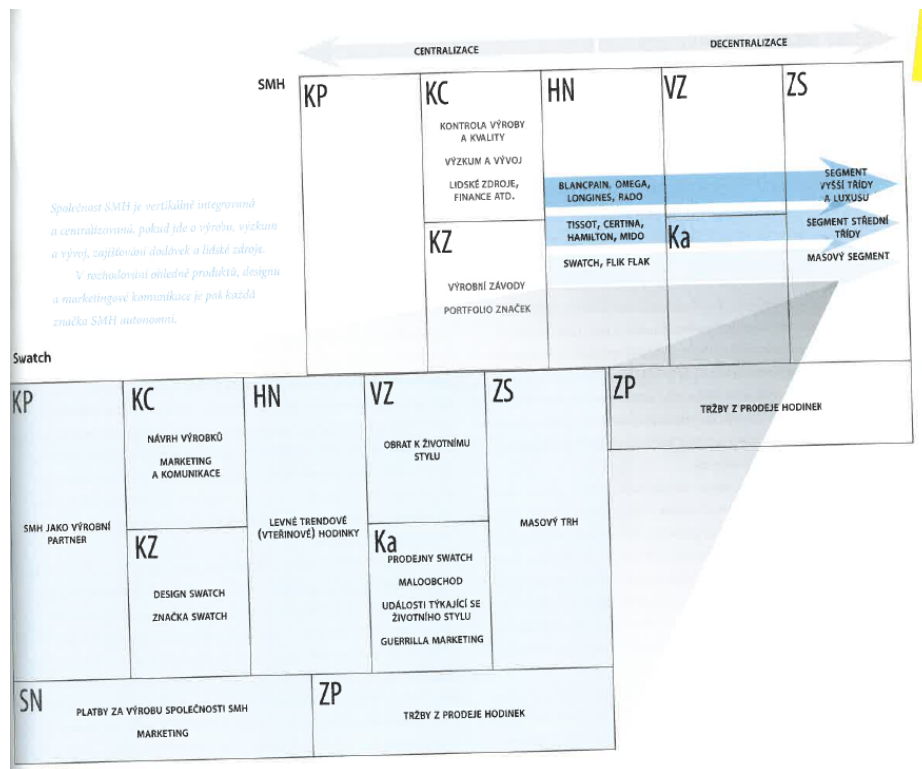 CENTRALIZACE
DECENTRALIZACE
SMH
KP
KC
KONTROLA VÝROBY
A KVALITY
VÝZKUM A VÝVOJ
LIDSKÉ ZDROJE,
FINANCE ATD.
KZ
VÝROBNÍ ZÁVODY
PORTFOLIO ZNAČEK
HN
BLANCPAIN, OMEGA,
LONGINES, RADO
TISSOT, CERTINA,
HAMILTON, MIDO
SWATCH, FLIK FLAK
VZ
Ka
ZS
SEGMENT
VYŠŠÍ TŘÍDY
A LUXUSU
SEGMENT STŘEDNÍ
TŘÍDY
MASOVÝ SEGMENT
ZP
TRŽBY Z PRODEJE HODINEK
Společnost SMH je vertikálně integrovaná
a centralizovaná, pokud jde o výrobu, výzkum
a vývoj, zajišťování dodávek a lidské zdroje.
V rozhodování ohledně produktů, designu
a marketingové komunikace je pak každá
značka SMH autonomní.
Swatch
KP
SMH JAKO VÝROBNÍ
PARTNER
KC
NÁVRH VÝROBKŮ
MARKETING
A KOMUNIKACE
KZ
DESIGN SWATCH
ZNAČKA SWATCH
HN
LEVNÉ TRENDOVÉ
(VTEŘINOVÉ) HODINKY
VZ
OBRAT K ŽIVOTNÍMU
STYLU
Ka
PRODEJNY SWATCH
MALOOBCHOD
UDÁLOSTI TÝKAJÍCÍ SE
ŽIVOTNÍHO STYLU
GUERRILLA MARKETING
ZS
MASOVÝ TRH
SN
PLATBY ZA VÝROBU SPOLEČNOSTI SMH
MARKETING
ZP
TRŽBY Z PRODEJE HODINEK